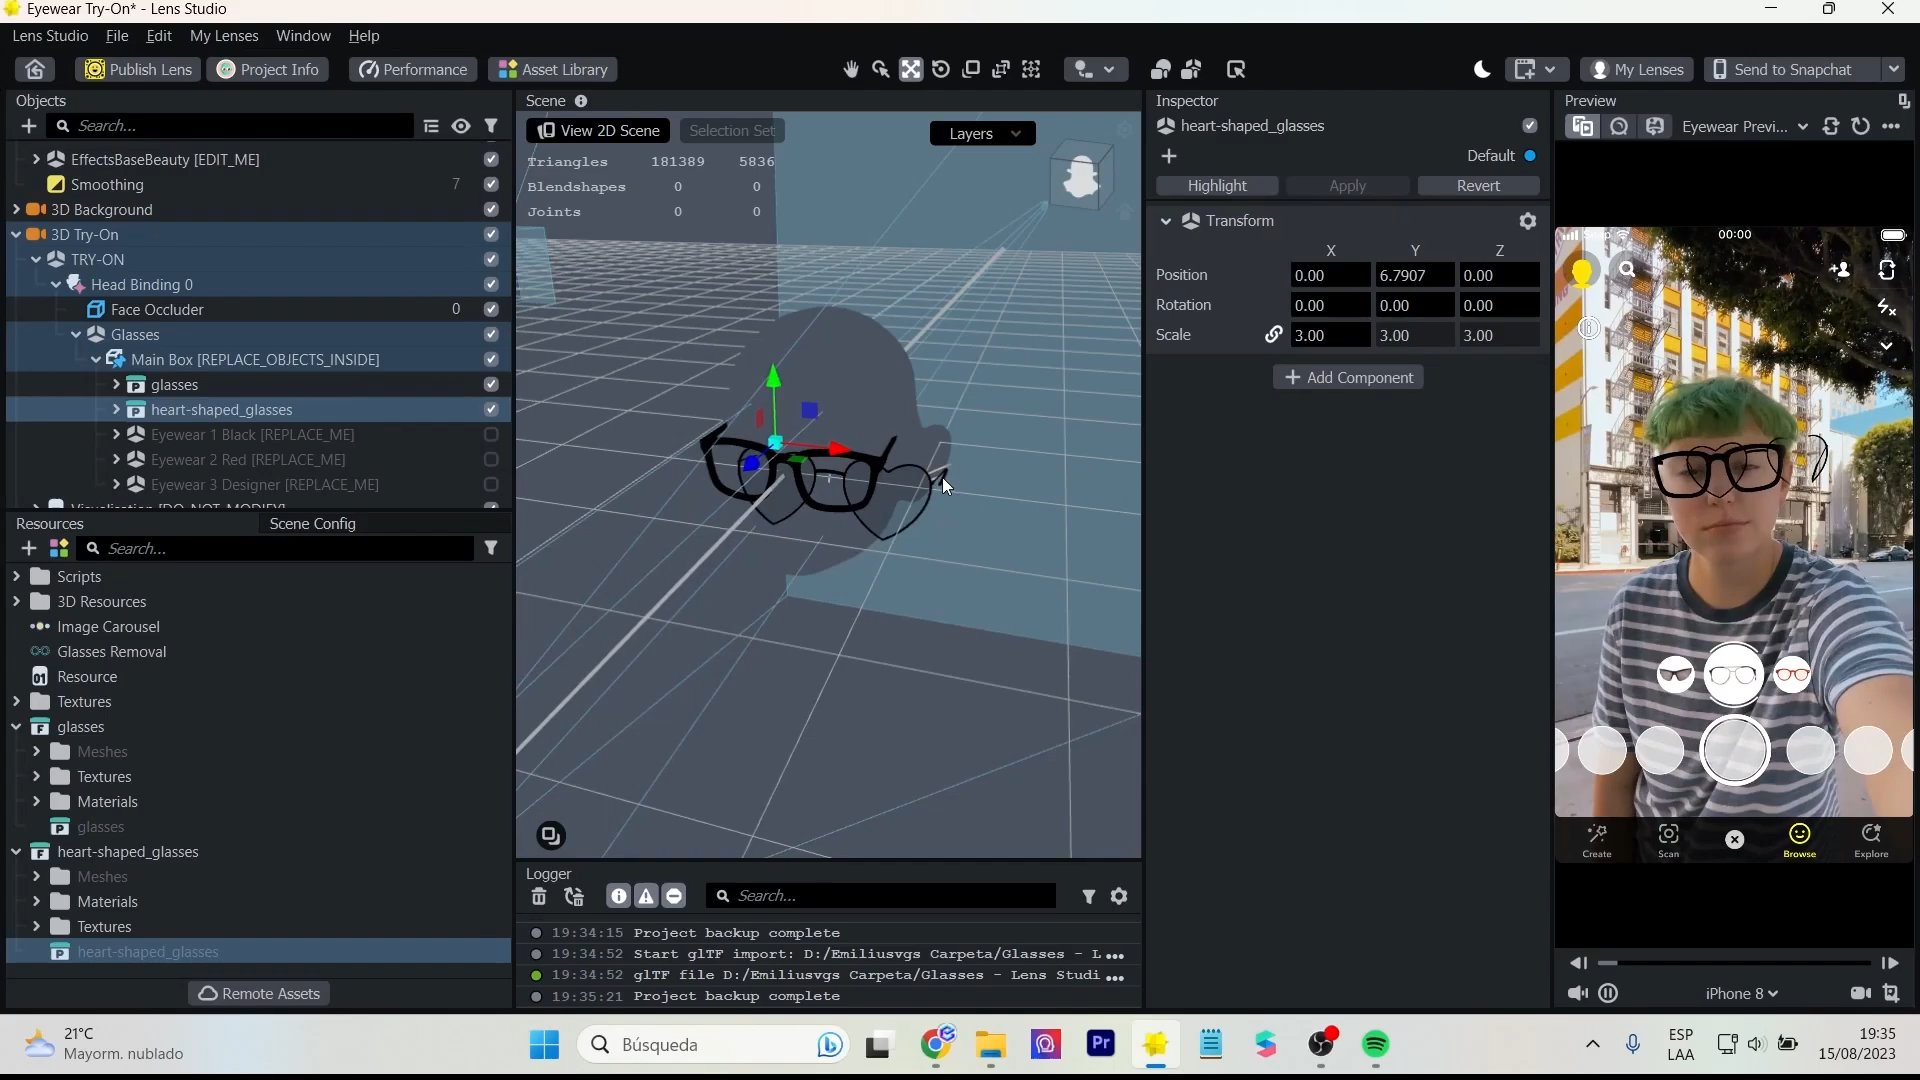 Eyewear Try-On* - Lens Studio
Lens Studio File Edit My Lenses Window Help
Publish Lens Project Info Performance Asset Library My Lenses Send to Snapchat
Objects
Search...
EffectsBaseBeauty [EDIT_ME]
Smoothing 7
3D Background
3D Try-On
TRY-ON
Head Binding 0
Face Occluder 0
Glasses
Main Box [REPLACE_OBJECTS_INSIDE]
glasses
heart-shaped_glasses
Eyewear 1 Black [REPLACE_ME]
Eyewear 2 Red [REPLACE_ME]
Eyewear 3 Designer [REPLACE_ME]
Resources Scene Config
Search...
Scripts
3D Resources
Image Carousel
Glasses Removal
01 Resource
Textures
glasses
Meshes
Textures
Materials
glasses
heart-shaped_glasses
Meshes
Materials
Textures
heart-shaped_glasses
Remote Assets
Scene
View 2D Scene Selection Set Layers
Triangles 181389 5836
Blendshapes 0 0
Joints 0 0
Logger
Search...
19:34:15 Project backup complete
19:34:52 Start glTF import: D:/Emiliusvgs Carpeta/Glasses - L...
19:34:52 glTF file D:/Emiliusvgs Carpeta/Glasses - Lens Studi...
19:35:21 Project backup complete
Inspector
heart-shaped_glasses
Default
Highlight Apply Revert
Transform
X Y Z
Position 0.00 6.7907 0.00
Rotation 0.00 0.00 0.00
Scale 3.00 3.00 3.00
+ Add Component
Preview
Eyewear Previ...
00:00
Create Scan Browse Explore
iPhone 8
21°C
Mayorm. nublado
Búsqueda
Pr
ESP
LAA
19:35
15/08/2023